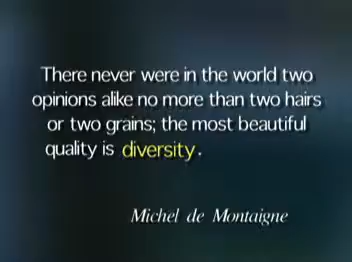 There never were in the world two
opinions alike no more than two hairs
or two grains; the most beautiful
quality is diversity.
Michel de Montaigne